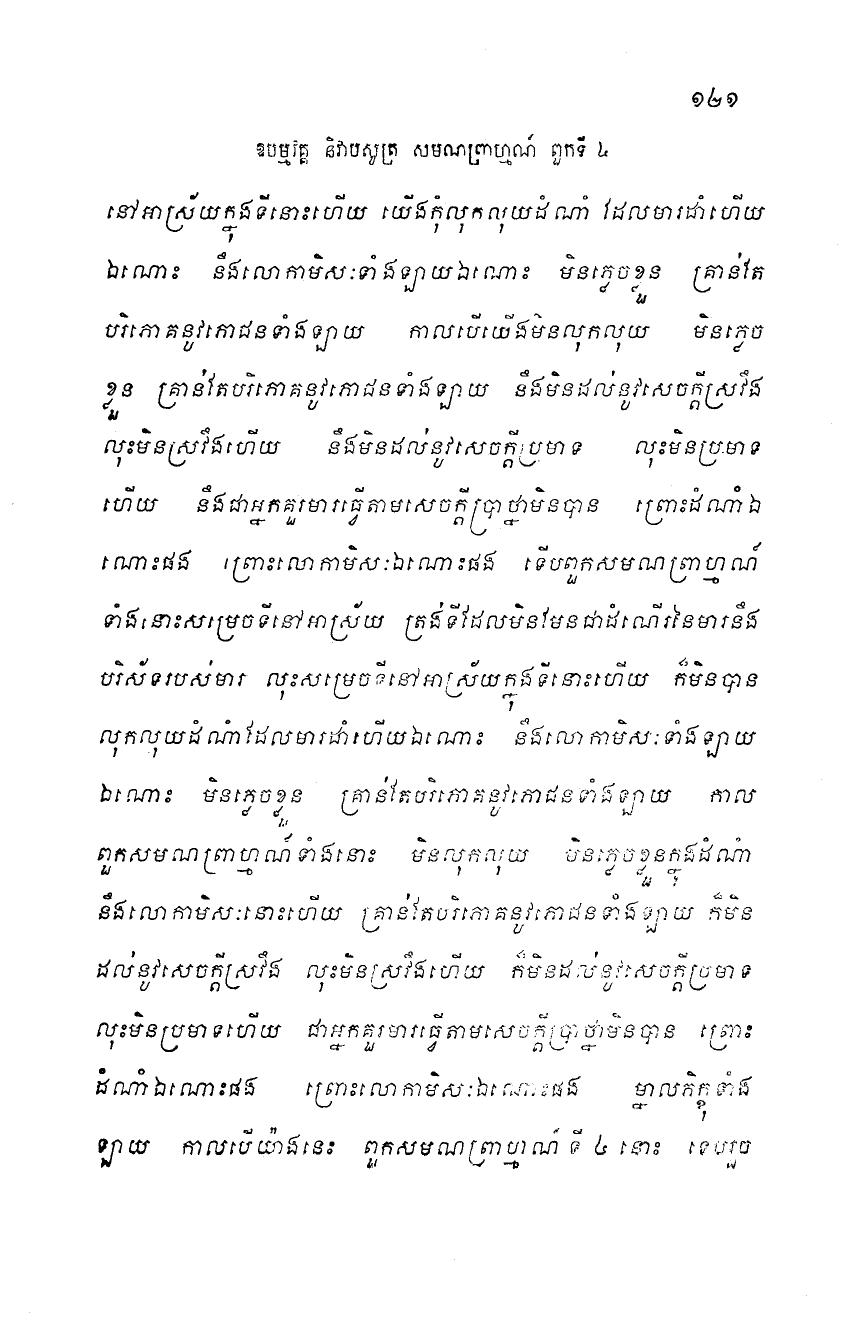 ១៤១
ឧបម្មវគ្គ និវាបសូត្រ សមណព្រាហ្មណ៍ ពួកទី ៤
នៅអាស្រ័យក្នុងទីនោះហើយ យើងកុំលុកលុយដំណាំ ដែលមារដាំហើយ
ឯណោះ នឹងលោកាមិសៈទាំងឡាយឯណោះ មិនភ្លេចខ្លួន គ្រាន់តែ
បរិភោគនូវភោជនទាំងឡាយ កាលបើយើងមិនលុកលុយ មិនភ្លេច
ខ្លួន គ្រាន់តែបរិភោគនូវភោជនទាំងឡាយ នឹងមិនដល់នូវសេចក្តីស្រវឹង
លុះមិនស្រវឹងហើយ នឹងមិនដល់នូវសេចក្តីប្រមាទ លុះមិនប្រមាទ
ហើយ នឹងជាអ្នកគួរមារធ្វើតាមសេចក្តីប្រាថ្នាមិនបាន ព្រោះដំណាំឯ
ណោះផង ព្រោះលោកាមិសៈឯណោះផង ទើបពួកសមណព្រាហ្មណ៍
ទាំងនោះសម្រេចទីនៅអាស្រ័យ ត្រង់ទីដែលមិនមែនជាដំណើរនៃមារនឹង
បរិស័ទរបស់មារ លុះសម្រេចទីនៅអាស្រ័យក្នុងទីនោះហើយ ក៏មិនបាន
លុកលុយដំណាំដែលមារដាំហើយឯណោះ នឹងលោកាមិសៈទាំងឡាយ
ឯណោះ មិនភ្លេចខ្លួន គ្រាន់តែបរិភោគនូវភោជនទាំងឡាយ កាល
ពួកសមណព្រាហ្មណ៍ទាំងនោះ មិនលុកលុយ មិនភ្លេចខ្លួនក្នុងដំណាំ
នឹងលោកាមិសៈនោះហើយ គ្រាន់តែបរិភោគនូវភោជនទាំងឡាយ ក៏មិន
ដល់នូវសេចក្តីស្រវឹង លុះមិនស្រវឹងហើយ ក៏មិនដល់នូវសេចក្តីប្រមាទ
លុះមិនប្រមាទហើយ ជាអ្នកគួរមារធ្វើតាមសេចក្តីប្រាថ្នាមិនបាន ព្រោះ
ដំណាំឯណោះផង ព្រោះលោកាមិសៈឯណោះផង ម្នាលភិក្ខុទាំង
ឡាយ កាលបើយ៉ាងនេះ ពួកសមណព្រាហ្មណ៍ ទី ៤ នោះ ទើបរួច